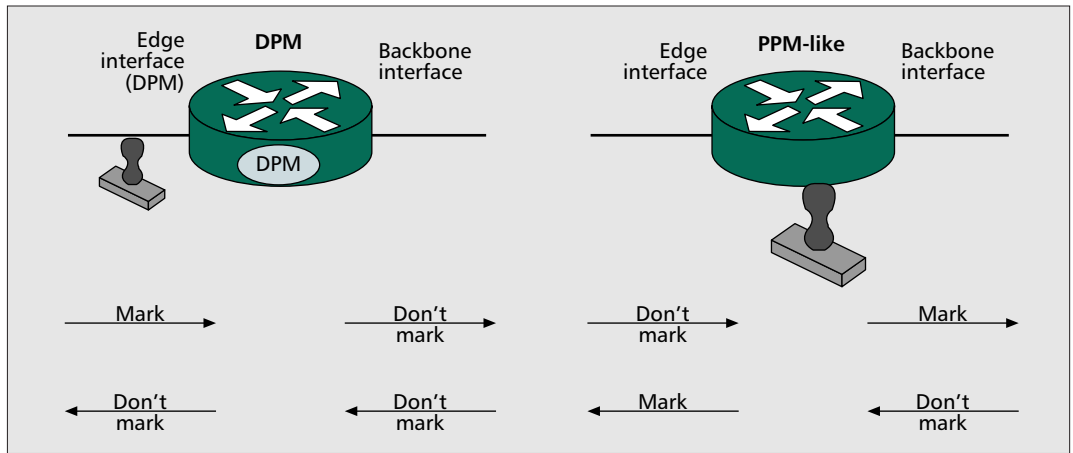 Edge
interface
(DPM)
DPM
Backbone
interface
DPM
Edge
interface
PPM-like
Backbone
interface
Mark
Don't
mark
Don't
mark
Mark
Don't
mark
Don't
mark
Mark
Don't
mark